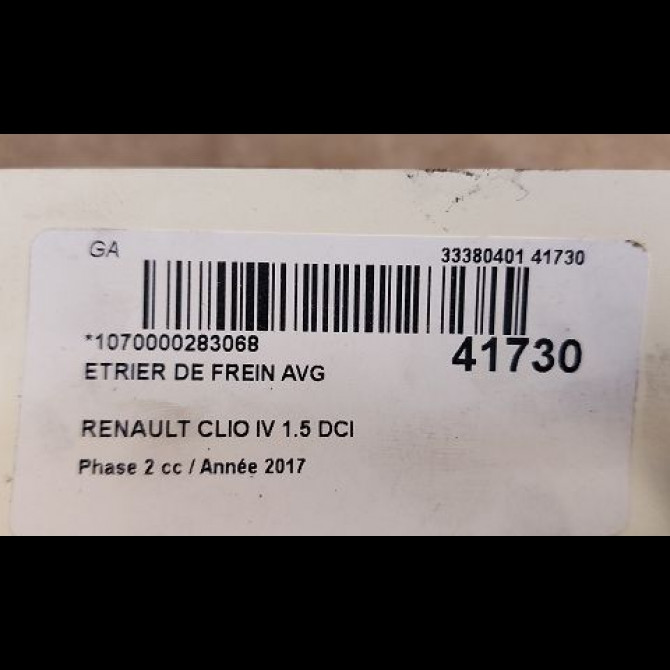 GA 33380401 41730
*1070000283068 41730
ETRIER DE FREIN AVG
RENAULT CLIO IV 1.5 DCI
Phase 2 cc / Année 2017